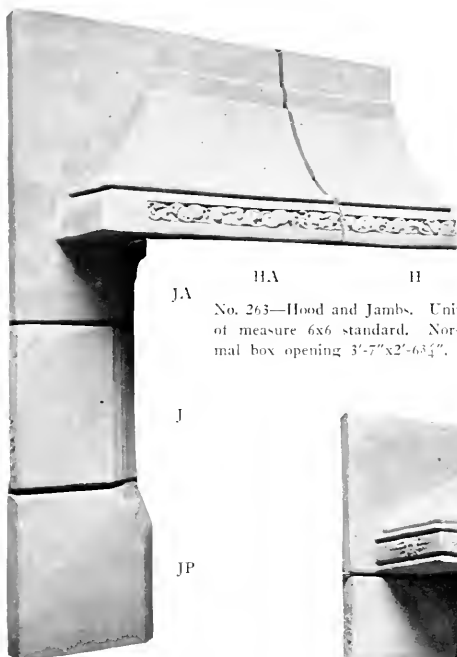 JA
HA
H
No. 263—Hood and Jambs. Unit
of measure 6x6 standard. Nor-
mal box opening 3'-7"x2'-6¾".
J
JP